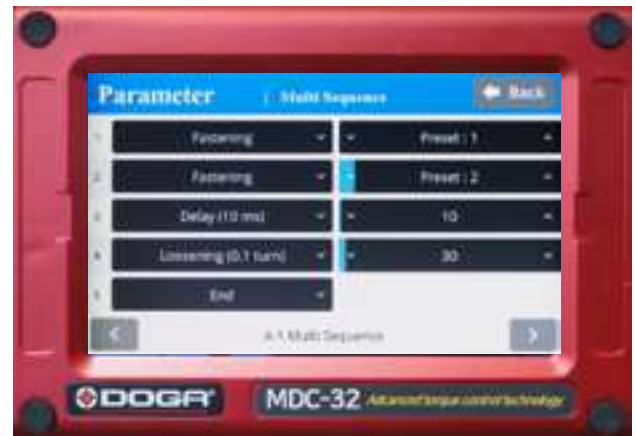 Parameter | Multi Sequence Back
1 Fastening Preset : 1
2 Fastening Preset : 2
3 Delay (10 ms) 10
4 Loosening (0.1 turn) 30
5 End
A-1 Multi Sequence
DOGA MDC-32 Advanced torque control technology